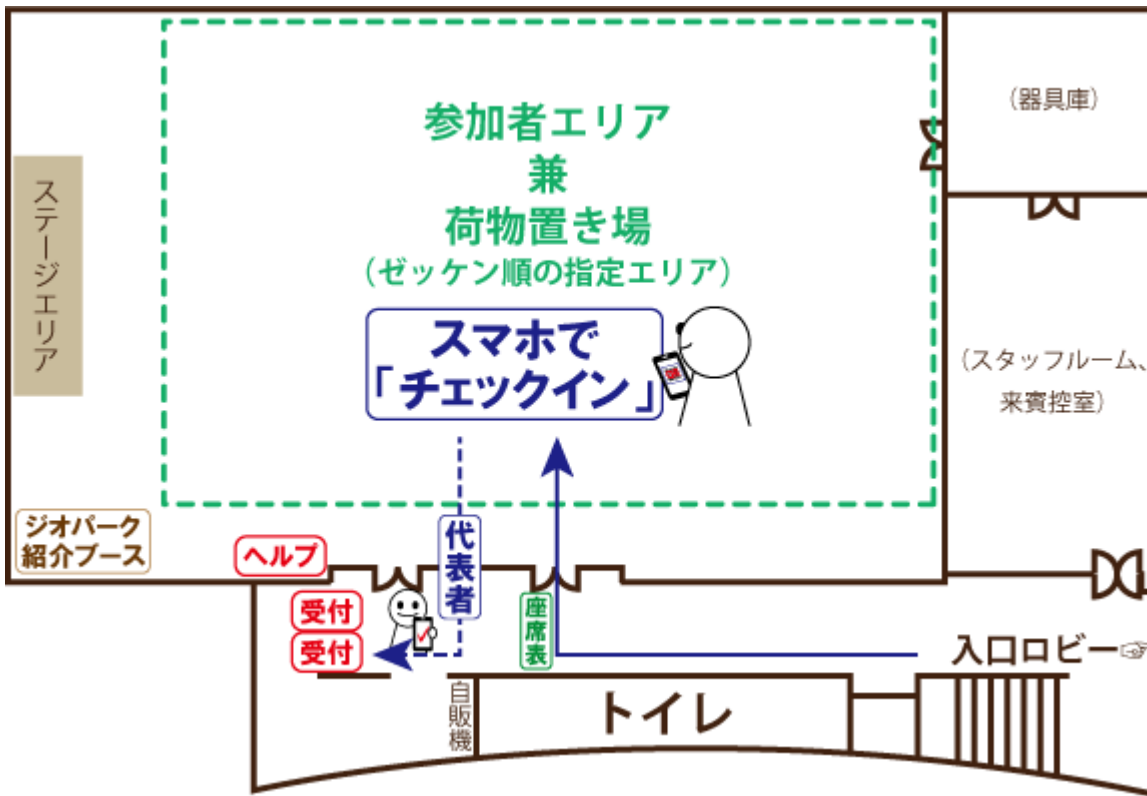 参加者エリア
兼
荷物置き場
（ゼッケン順の指定エリア）
スマホで
「チェックイン」
OK
ステージエリア
（器具庫）
（スタッフルーム、
来賓控室）
ジオパーク
紹介ブース
ヘルプ
受付
受付
代表者
座席表
入口ロビー☞
自販機
トイレ